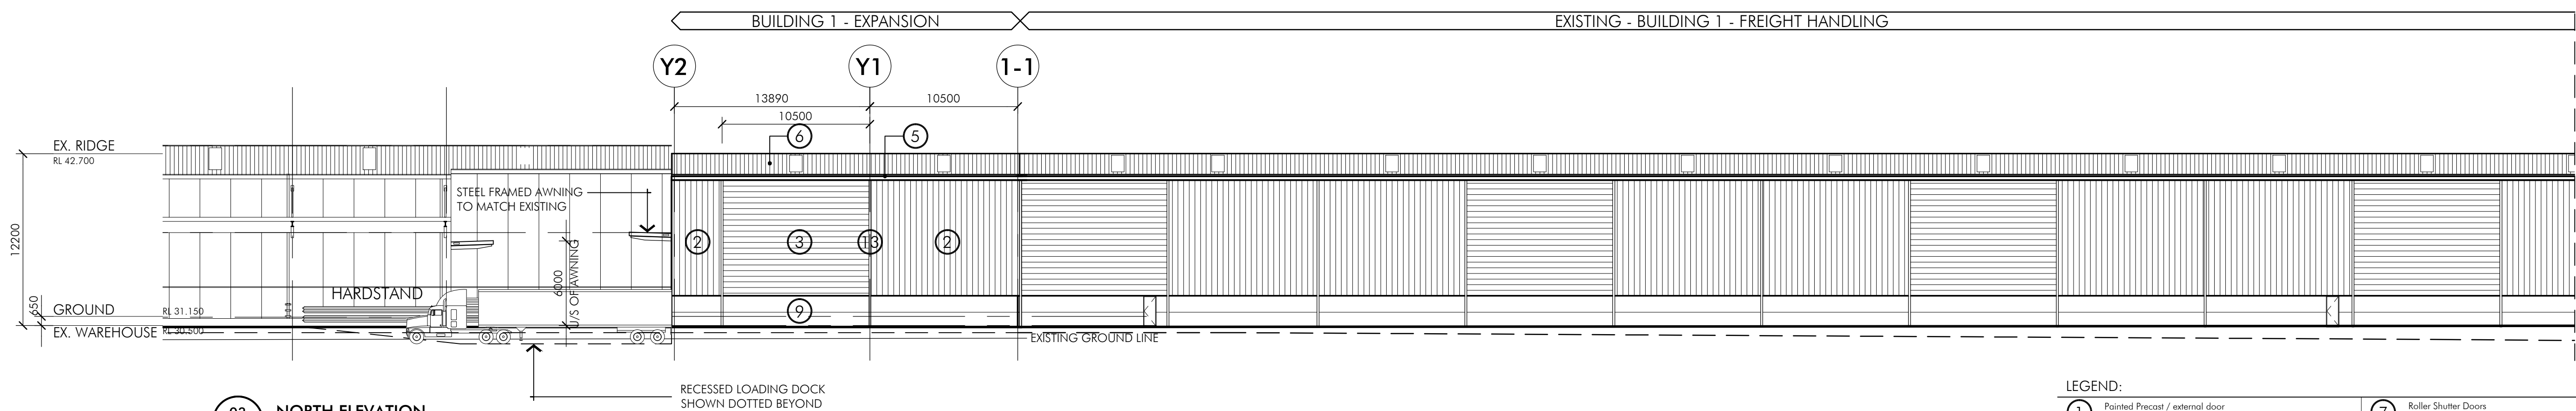 BUILDING 1 - EXPANSION
EXISTING - BUILDING 1 - FREIGHT HANDLING
Y2
Y1
1-1
13890
10500
10500
6
5
EX. RIDGE
RL 42.700
STEEL FRAMED AWNING
TO MATCH EXISTING
12200
2
3
13
2
6000
U/S OF AWNING
HARDSTAND
650
GROUND
RL 31.150
9
EX. WAREHOUSE
RL 30.500
EXISTING GROUND LINE
RECESSED LOADING DOCK
SHOWN DOTTED BEYOND
LEGEND:
03
NORTH ELEVATION
1
Painted Precast / external door
7
Roller Shutter Doors